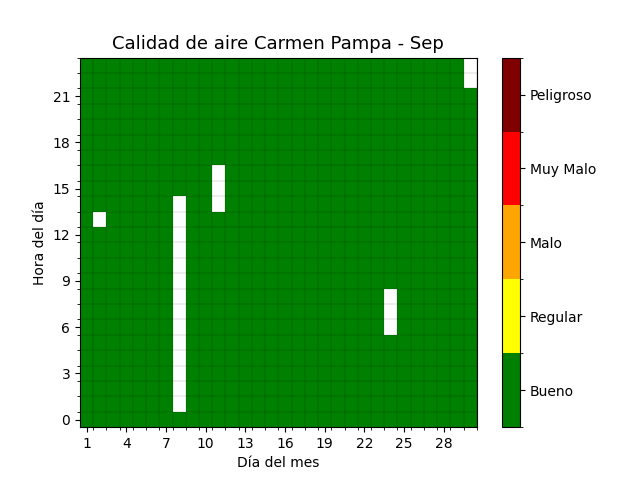 Calidad de aire Carmen Pampa - Sep
Hora del día
21
18
15
12
9
6
3
0
1 4 7 10 13 16 19 22 25 28
Día del mes
Peligroso
Muy Malo
Malo
Regular
Bueno